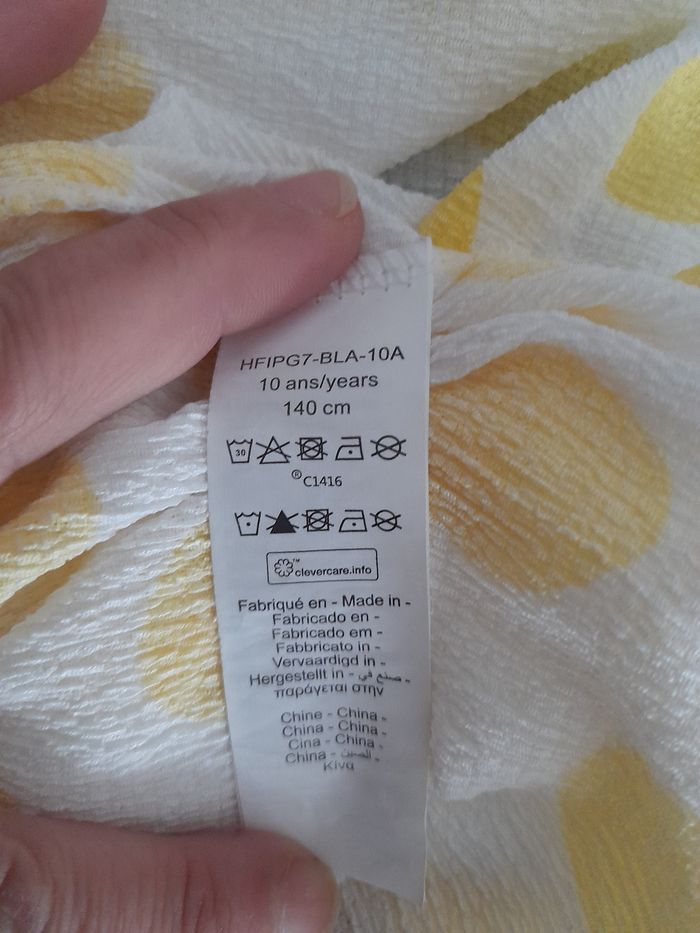 HFIPG7-BLA-10A
10 ans/years
140 cm
30
®C1416
™
clevercare.info
Fabriqué en - Made in -
Fabricado en -
Fabricado em -
Fabbricato in -
Vervaardigd in -
Hergestellt in - صنع في -
παράγεται στην
Chine - China -
China - China -
Cina - China -
China - الصين -
Κίνα